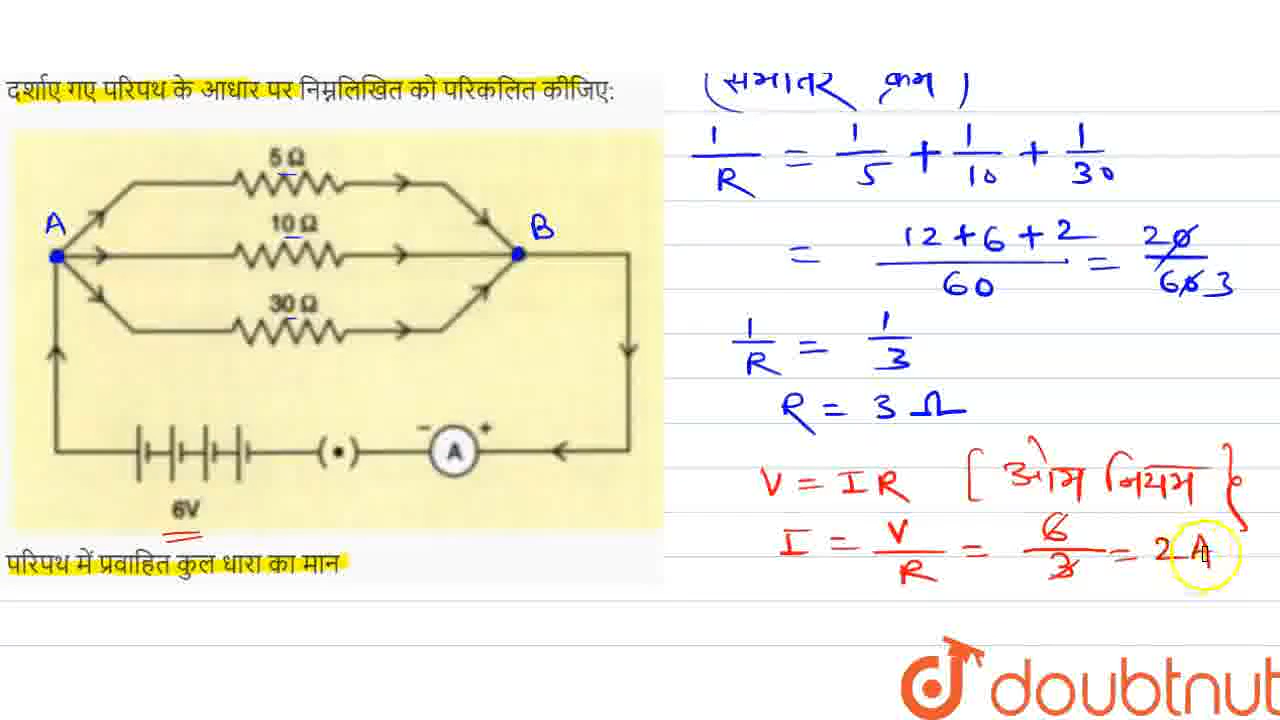 दर्शाए गए परिपथ के आधार पर निम्नलिखित को परिकलित कीजिए:
5 Ω
A
10 Ω
B
30 Ω
- A +
6V
परिपथ में प्रवाहित कुल धारा का मान
(समांतर क्रम)
1/R = 1/5 + 1/10 + 1/30
= 12+6+2/60 = 20/60 3
1/R = 1/3
R = 3 Ω
V = IR [ओम नियम}
I = V/R = 6/3 = 2A
doubtnut